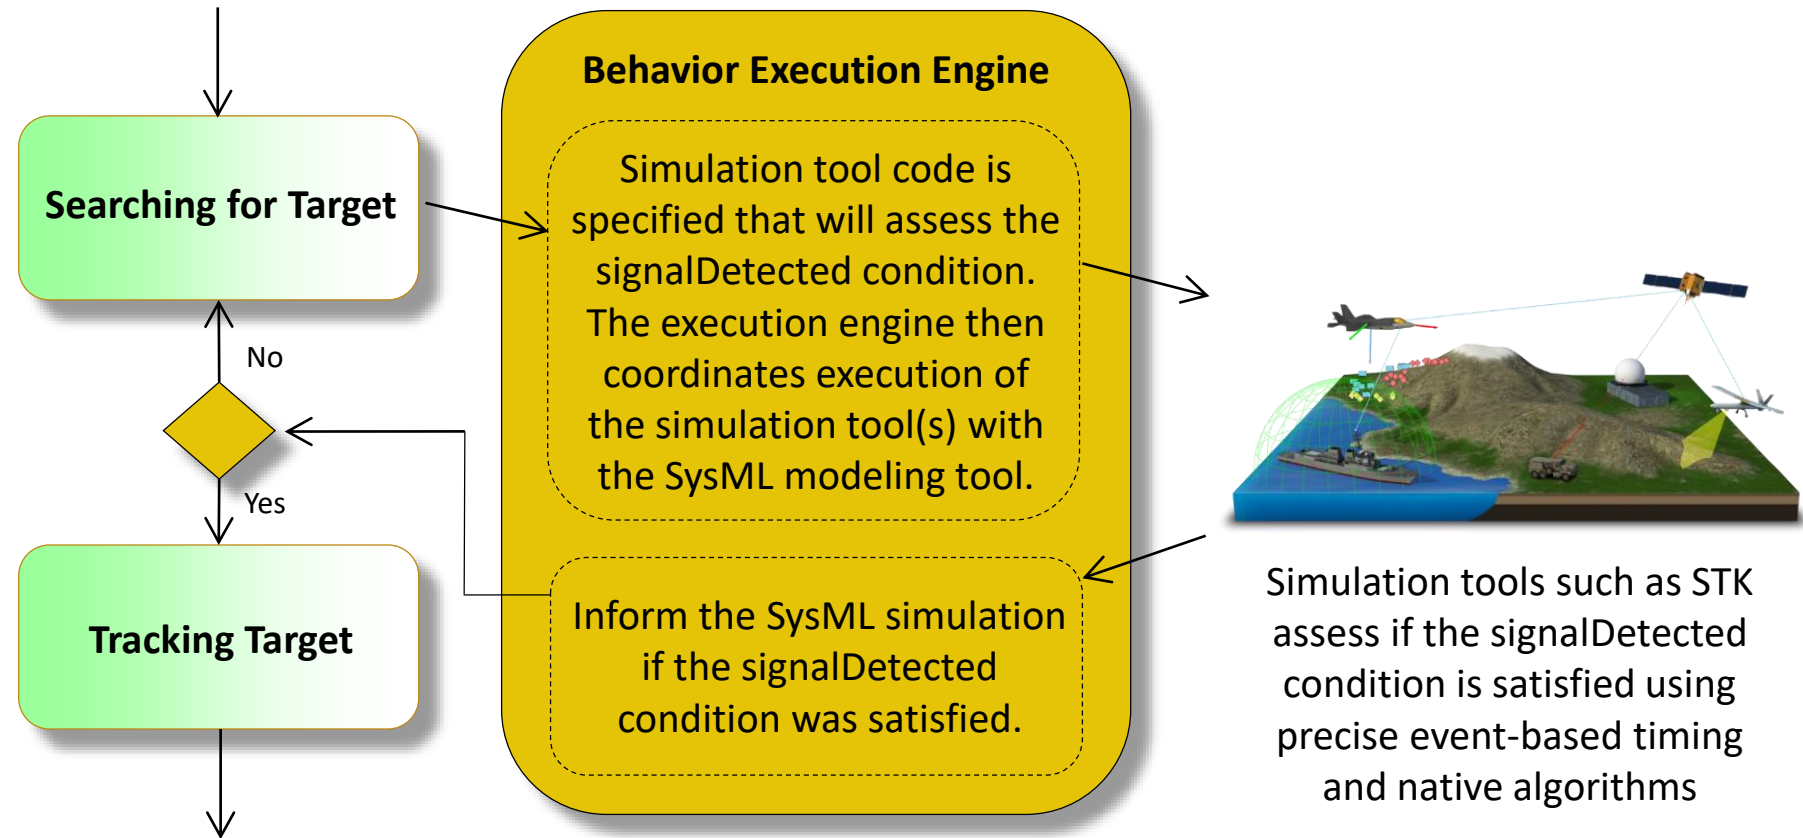 Searching for Target
No
Yes
Tracking Target
Behavior Execution Engine
Simulation tool code is
specified that will assess the
signalDetected condition.
The execution engine then
coordinates execution of
the simulation tool(s) with
the SysML modeling tool.
Inform the SysML simulation
if the signalDetected
condition was satisfied.
Simulation tools such as STK
assess if the signalDetected
condition is satisfied using
precise event-based timing
and native algorithms